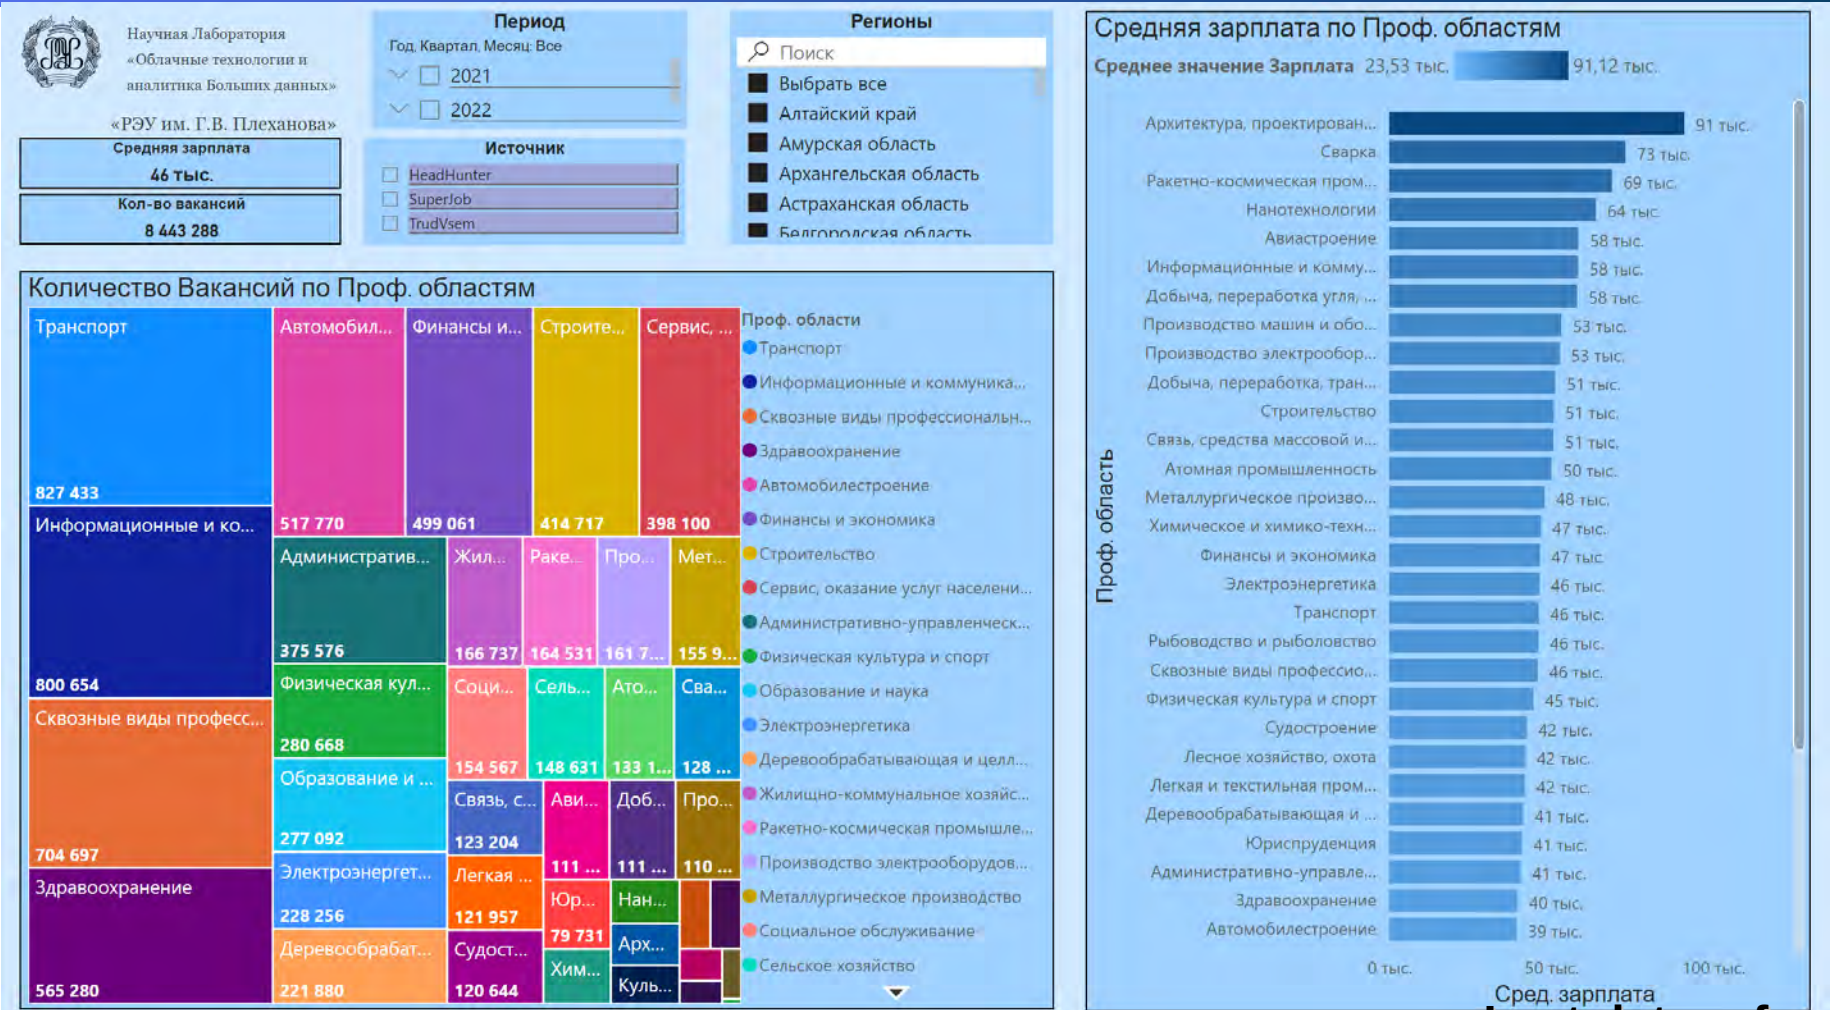 Научная Лаборатория
«Облачные технологии и
аналитика Больших данных»
«РЭУ им. Г.В. Плеханова»
Средняя зарплата
46 тыс.
Кол-во вакансий
8 443 288
Период
Год, Квартал, Месяц: Все
2021
2022
Источник
HeadHunter
SuperJob
TrudVsem
Регионы
Поиск
Выбрать все
Алтайский край
Амурская область
Архангельская область
Астраханская область
Белгородская область
Количество Вакансий по Проф. областям
Транспорт
827 433
Информационные и ко...
800 654
Сквозные виды професс...
704 697
Здравоохранение
565 280
Автомобил...
517 770
Финансы и...
499 061
Строите...
414 717
Сервис, ...
398 100
Административ...
375 576
Физическая кул...
280 668
Образование и ...
277 092
Электроэнергет...
228 256
Деревообрабат...
221 880
Жил...
166 737
Раке...
164 531
Про...
161 7...
Мет...
155 9...
Соци...
154 567
Сель...
148 631
Ато...
133 1...
Сва...
128 ...
Связь, с...
123 204
Легкая ...
121 957
Судост...
120 644
Ави...
111 ...
Доб...
111 ...
Про...
110 ...
Юр...
79 731
Хим...
Нан...
Арх...
Куль...
Проф. области
Транспорт
Информационные и коммуника...
Сквозные виды профессиональн...
Здравоохранение
Автомобилестроение
Финансы и экономика
Строительство
Сервис, оказание услуг населени...
Административно-управленческ...
Физическая культура и спорт
Образование и наука
Электроэнергетика
Деревообрабатывающая и целл...
Жилищно-коммунальное хозяйс...
Ракетно-космическая промышле...
Производство электрооборудов...
Металлургическое производство
Социальное обслуживание
Сельское хозяйство
Средняя зарплата по Проф. областям
Среднее значение Зарплата 23,53 тыс. 91,12 тыс.
Проф. область
Архитектура, проектирован... 91 тыс.
Сварка 73 тыс.
Ракетно-космическая пром... 69 тыс.
Нанотехнологии 64 тыс.
Авиастроение 58 тыс.
Информационные и комму... 58 тыс.
Добыча, переработка угля, ... 58 тыс.
Производство машин и обо... 53 тыс.
Производство электрообор... 53 тыс.
Добыча, переработка, тран... 51 тыс.
Строительство 51 тыс.
Связь, средства массовой и... 51 тыс.
Атомная промышленность 50 тыс.
Металлургическое произво... 48 тыс.
Химическое и химико-техн... 47 тыс.
Финансы и экономика 47 тыс.
Электроэнергетика 46 тыс.
Транспорт 46 тыс.
Рыбоводство и рыболовство 46 тыс.
Сквозные виды профессио... 46 тыс.
Физическая культура и спорт 45 тыс.
Судостроение 42 тыс.
Лесное хозяйство, охота 42 тыс.
Легкая и текстильная пром... 42 тыс.
Деревообрабатывающая и ... 41 тыс.
Юриспруденция 41 тыс.
Административно-управле... 41 тыс.
Здравоохранение 40 тыс.
Автомобилестроение 39 тыс.
0 тыс. 50 тыс. 100 тыс.
Сред. зарплата